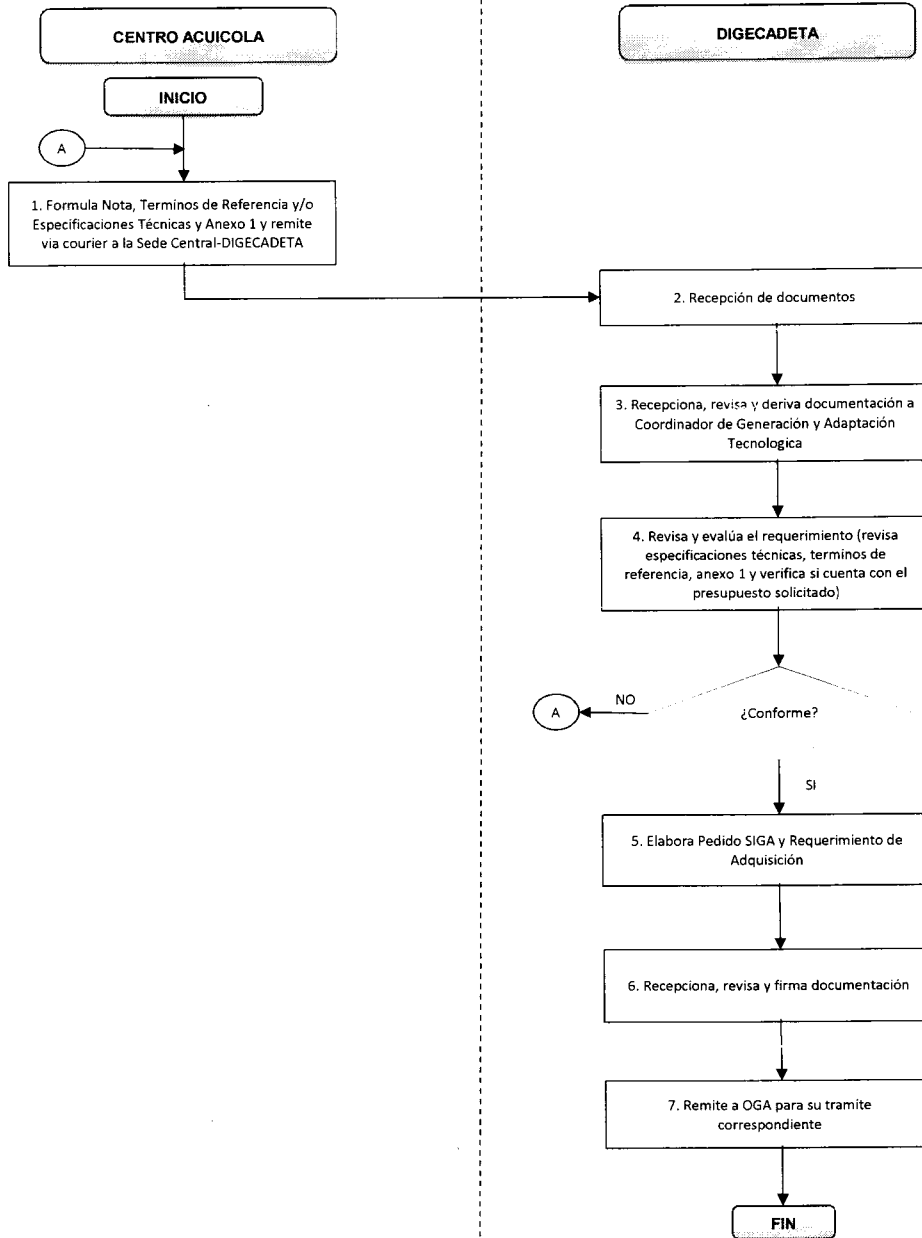 CENTRO ACUICOLA
DIGECADETA
INICIO
A
1. Formula Nota, Terminos de Referencia y/o
Especificaciones Técnicas y Anexo 1 y remite
via courier a la Sede Central-DIGECADETA
2. Recepción de documentos
3. Recepciona, revisa y deriva documentación a
Coordinador de Generación y Adaptación
Tecnologica
4. Revisa y evalúa el requerimiento (revisa
especificaciones técnicas, terminos de
referencia, anexo 1 y verifica si cuenta con el
presupuesto solicitado)
A
NO
¿Conforme?
SI
5. Elabora Pedido SIGA y Requerimiento de
Adquisición
6. Recepciona, revisa y firma documentación
7. Remite a OGA para su tramite
correspondiente
FIN